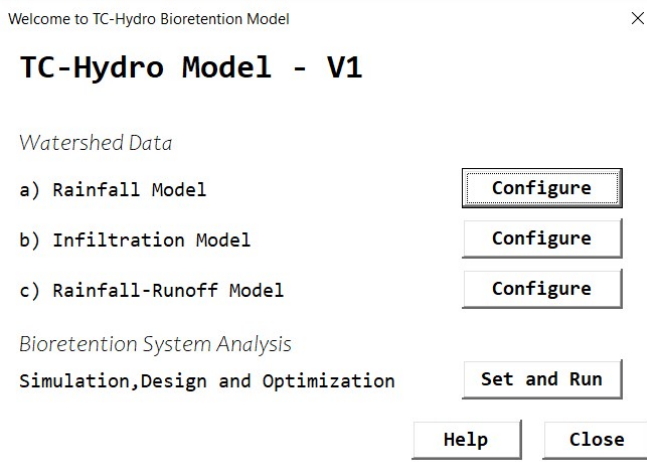 Welcome to TC-Hydro Bioretention Model
TC-Hydro Model - V1
Watershed Data
a) Rainfall Model Configure
b) Infiltration Model Configure
c) Rainfall-Runoff Model Configure
Bioretention System Analysis
Simulation,Design and Optimization Set and Run
Help Close